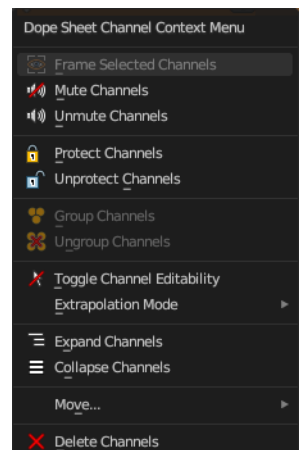 Dope Sheet Channel Context Menu
Frame Selected Channels
Mute Channels
Unmute Channels
Protect Channels
Unprotect Channels
Group Channels
Ungroup Channels
Toggle Channel Editability
Extrapolation Mode
Expand Channels
Collapse Channels
Move...
Delete Channels